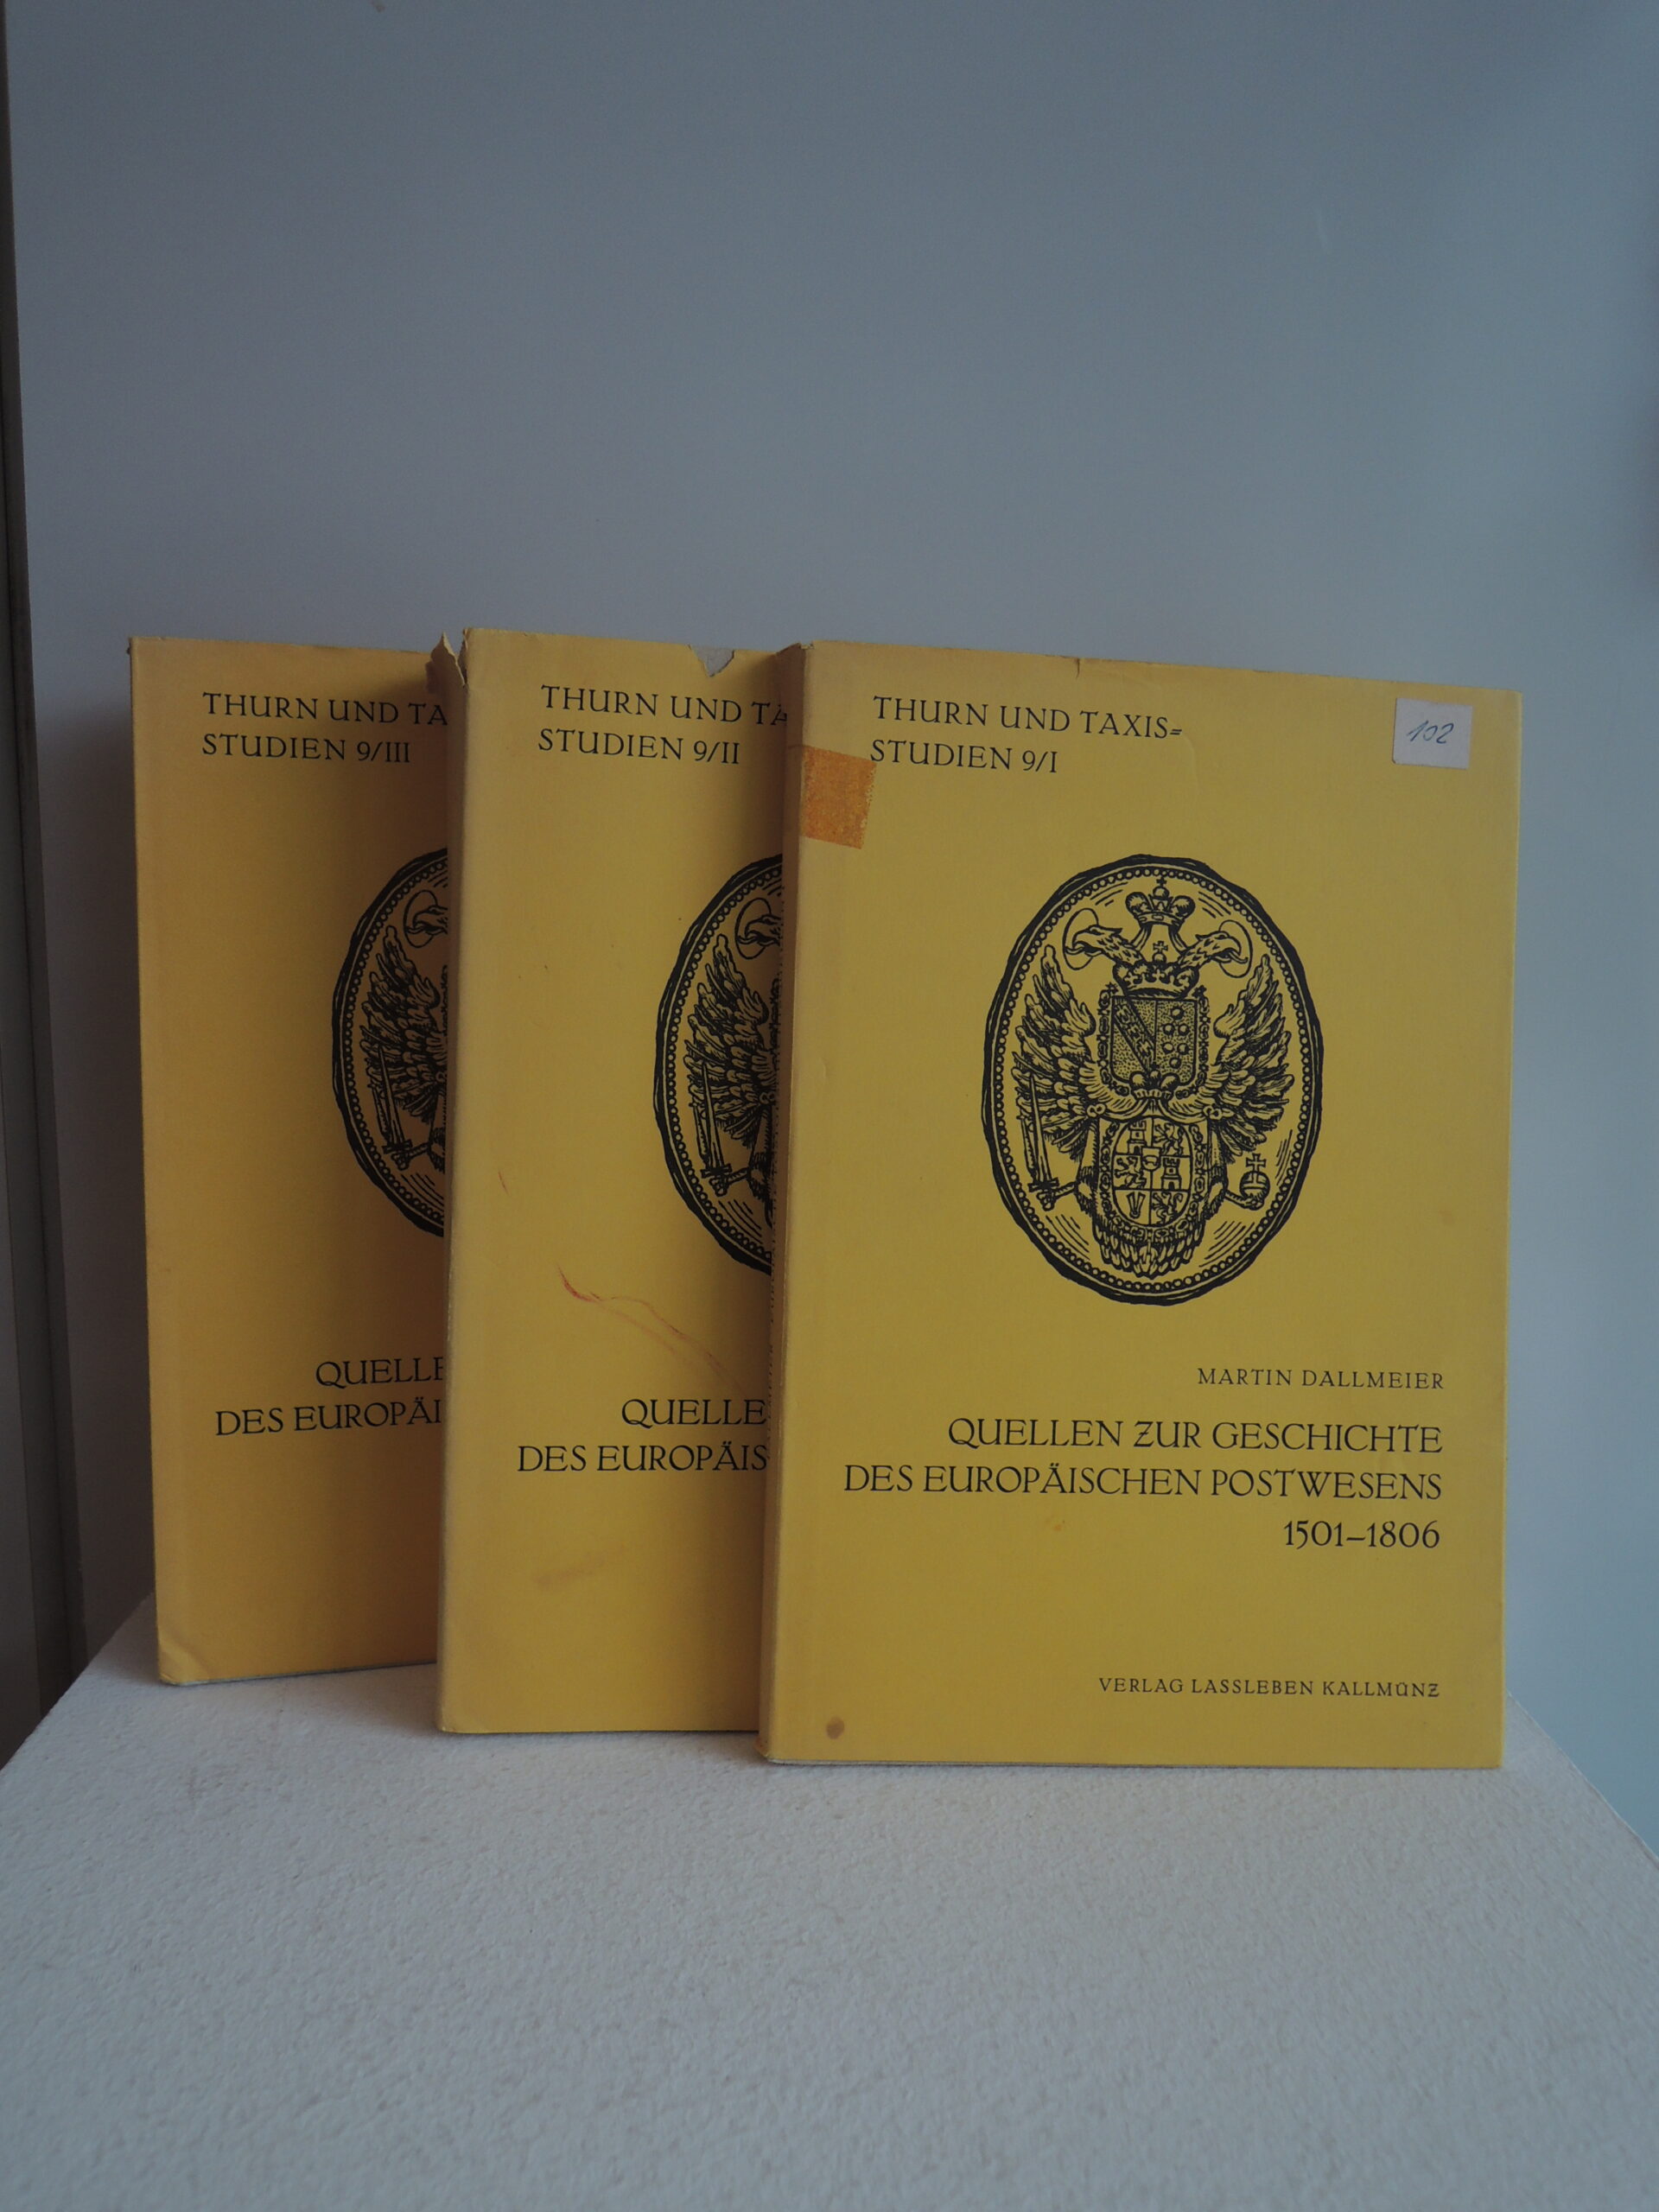 THURN UND TA
STUDIEN 9/III
QUELLE
DES EUROPÄI
THURN UND TA
STUDIEN 9/II
QUELLE
DES EUROPÄIS
THURN UND TAXIS=
STUDIEN 9/I
102
MARTIN DALLMEIER
QUELLEN ZUR GESCHICHTE
DES EUROPÄISCHEN POSTWESENS
1501–1806
VERLAG LASSLEBEN KALLMÜNZ